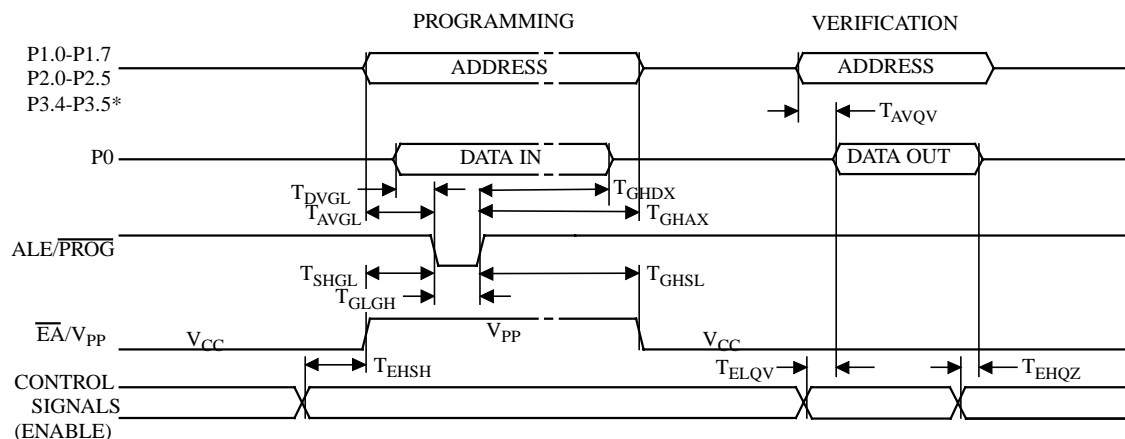 PROGRAMMING
VERIFICATION
P1.0-P1.7
P2.0-P2.5
P3.4-P3.5*
ADDRESS
ADDRESS
TAVQV
P0
DATA IN
DATA OUT
TDVGL
TGHDX
TAVGL
TGHAX
ALE/PROG
TSHGL
TGHSL
TGLGH
EA/VPP
VCC
VPP
VCC
TEHSH
TELQV
TEHQZ
CONTROL
SIGNALS
(ENABLE)